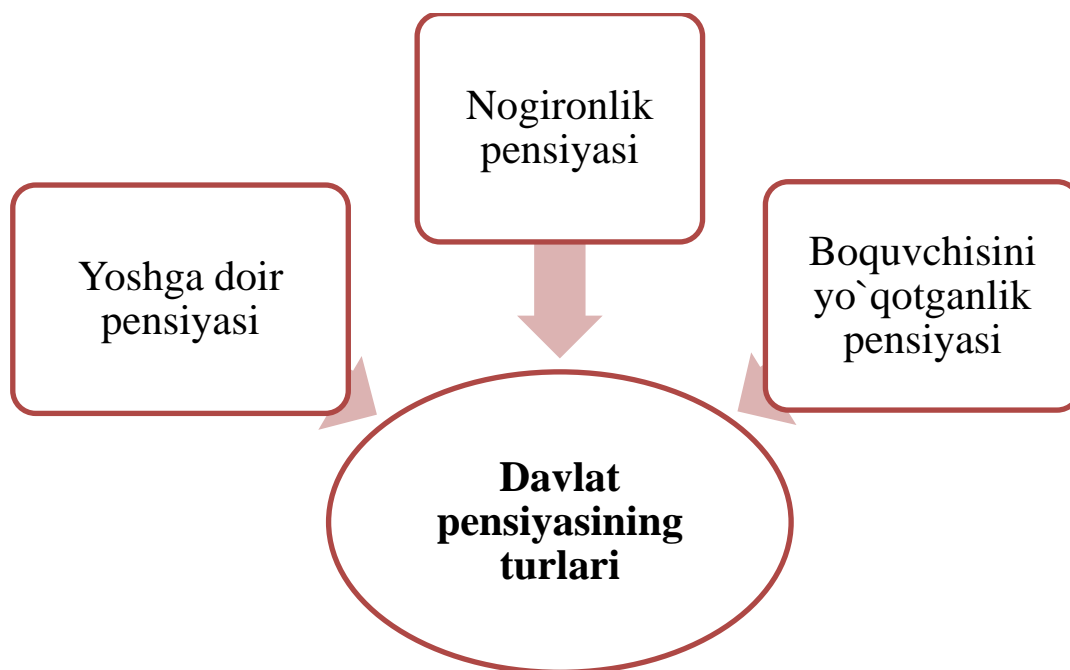 Nogironlik
pensiyasi
Yoshga doir
pensiyasi
Boquvchisini
yo`qotganlik
pensiyasi
Davlat
pensiyasining
turlari